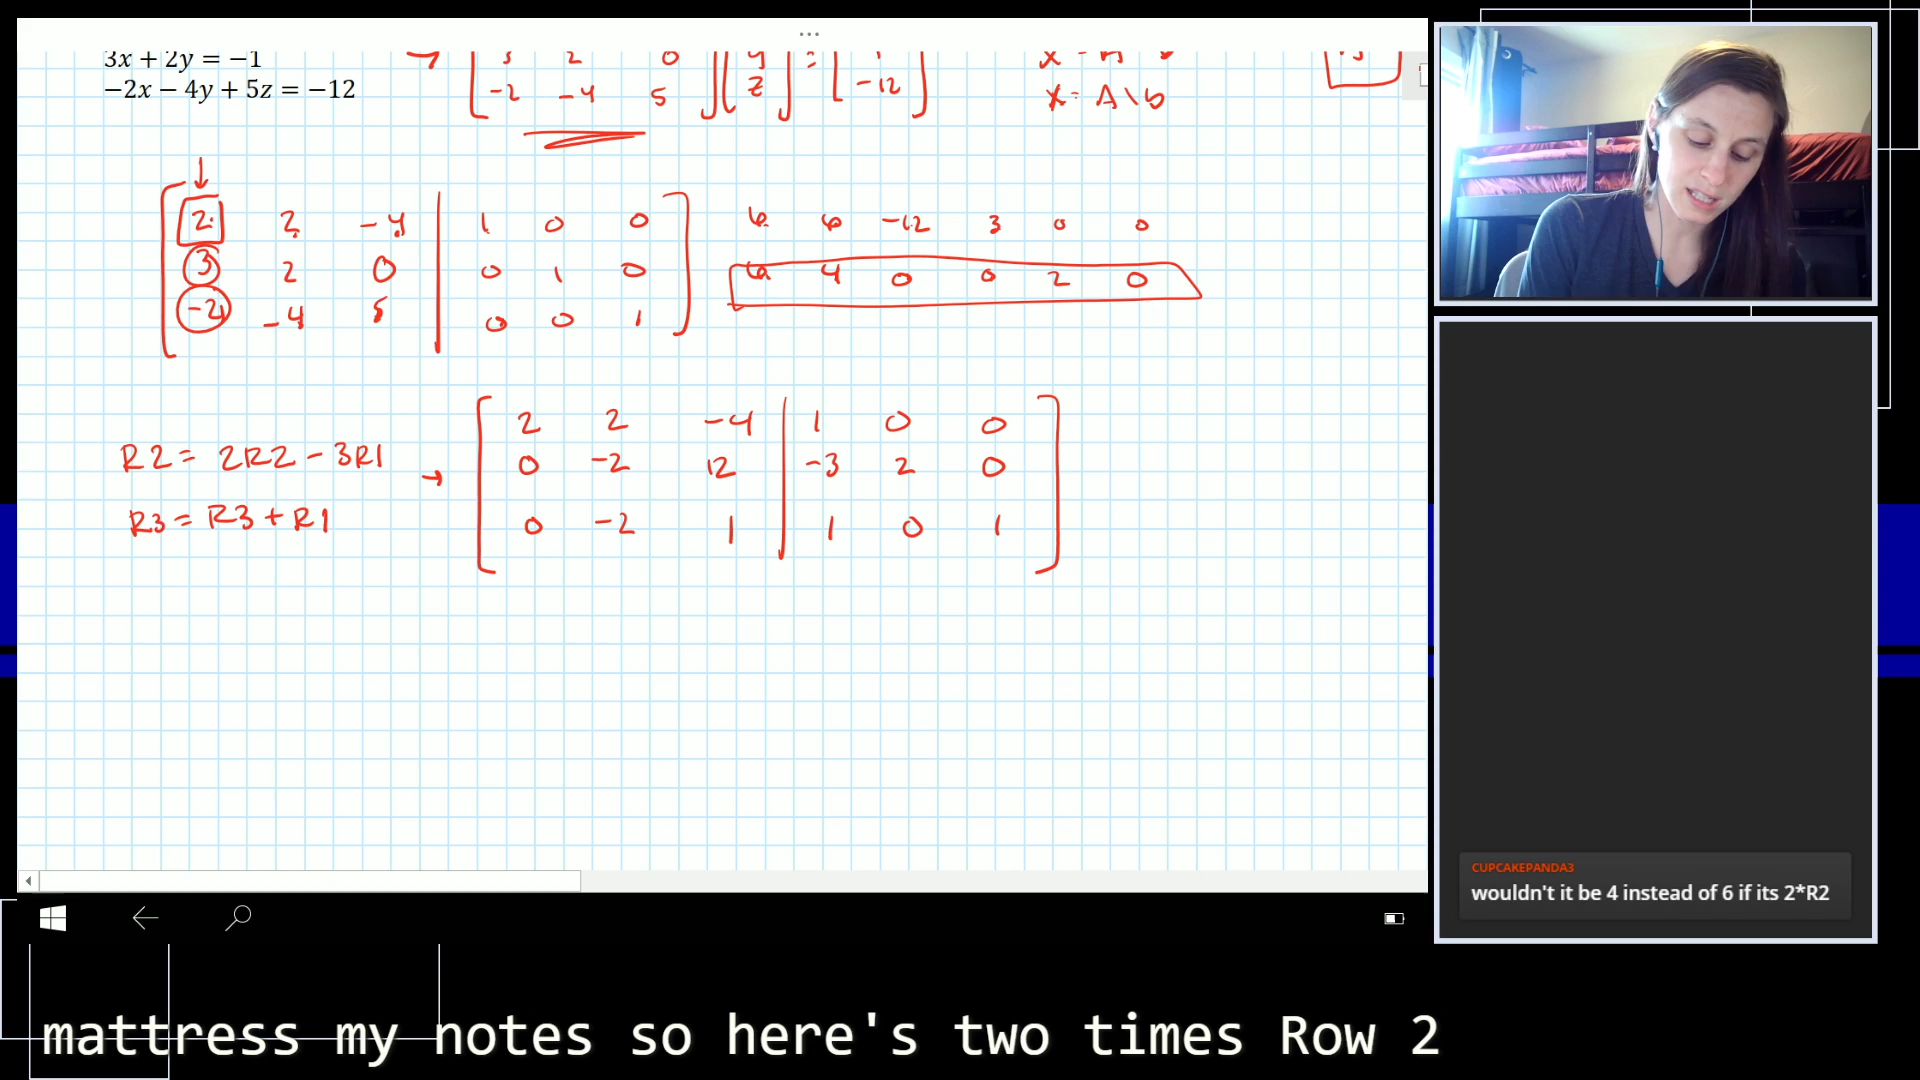 3x + 2y = −1
−2x − 4y + 5z = −12
→ 3 2 0 y = -1
-2 -4 5 z -12
x = A\b
2 2 -4 1 0 0
3 2 0 0 1 0
-2 -4 5 0 0 1
6 6 -12 3 0 0
6 4 0 0 2 0
R2 = 2R2 - 3R1
R3 = R3 + R1
→
2 2 -4 1 0 0
0 -2 12 -3 2 0
0 -2 1 1 0 1
CUPCAKEPANDA3
wouldn't it be 4 instead of 6 if its 2*R2
mattress my notes so here's two times Row 2